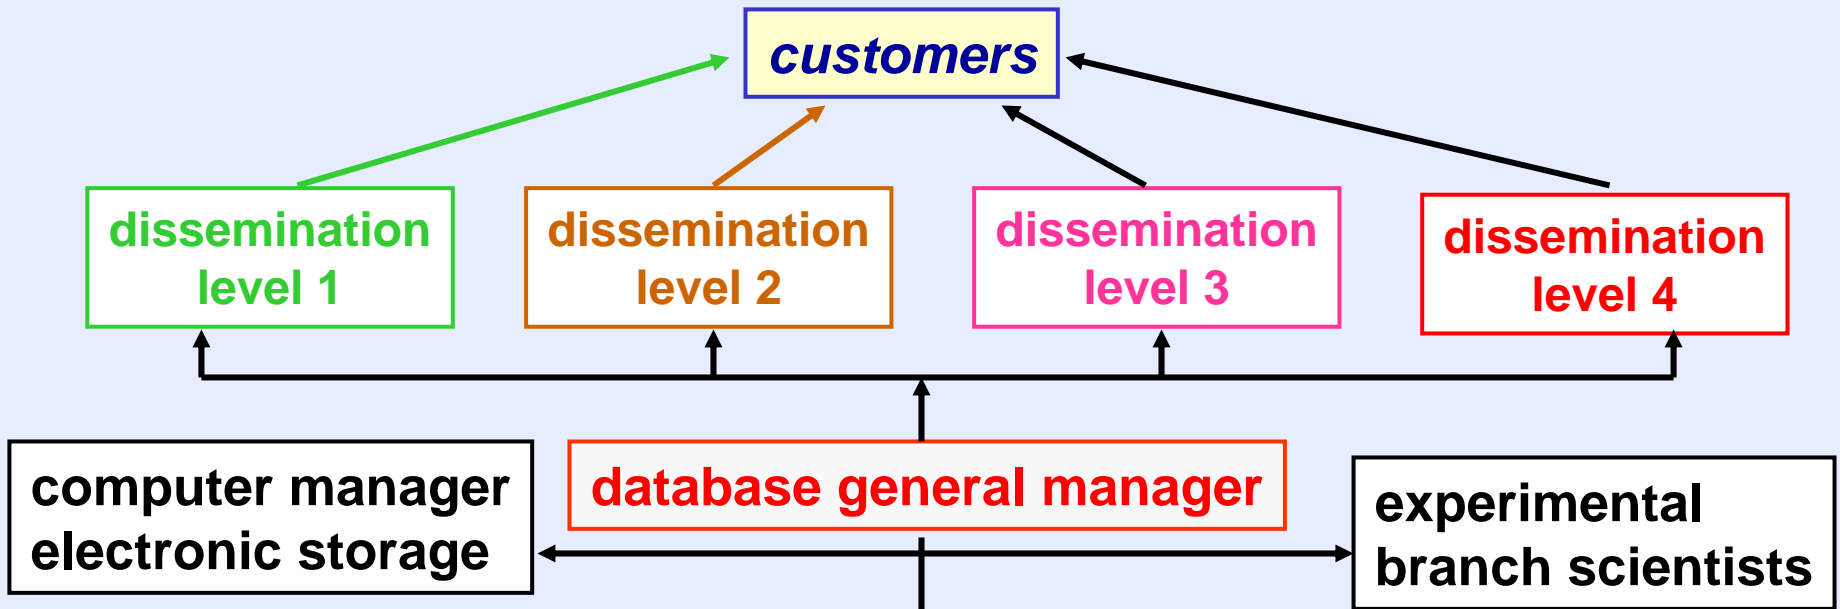 customers
dissemination
level 1
dissemination
level 2
dissemination
level 3
dissemination
level 4
computer manager
electronic storage
database general manager
experimental
branch scientists